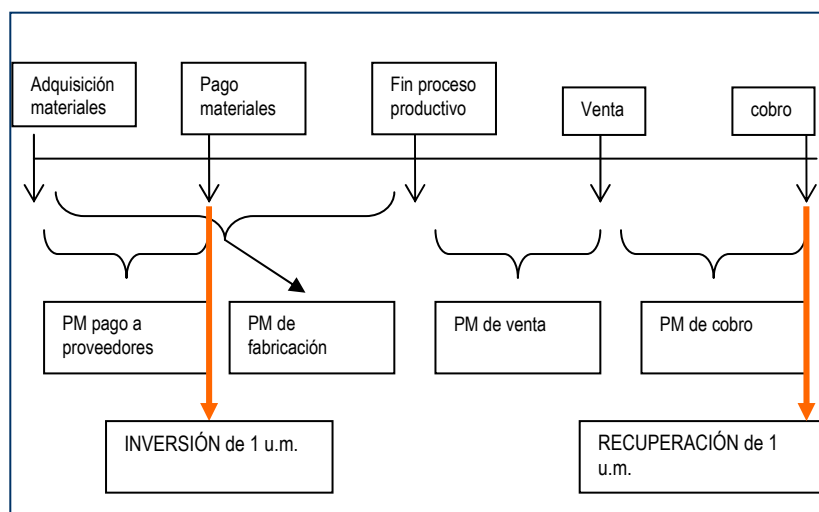 Adquisición
materiales
Pago
materiales
Fin proceso
productivo
Venta
cobro
PM pago a
proveedores
PM de
fabricación
PM de venta
PM de cobro
INVERSIÓN de 1 u.m.
RECUPERACIÓN de 1
u.m.